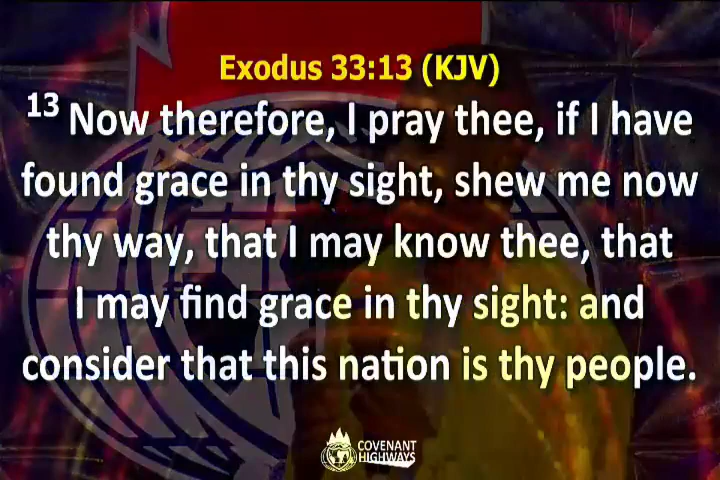 Exodus 33:13 (KJV)
13 Now therefore, I pray thee, if I have
found grace in thy sight, shew me now
thy way, that I may know thee, that
I may find grace in thy sight: and
consider that this nation is thy people.
COVENANT
HIGHWAYS